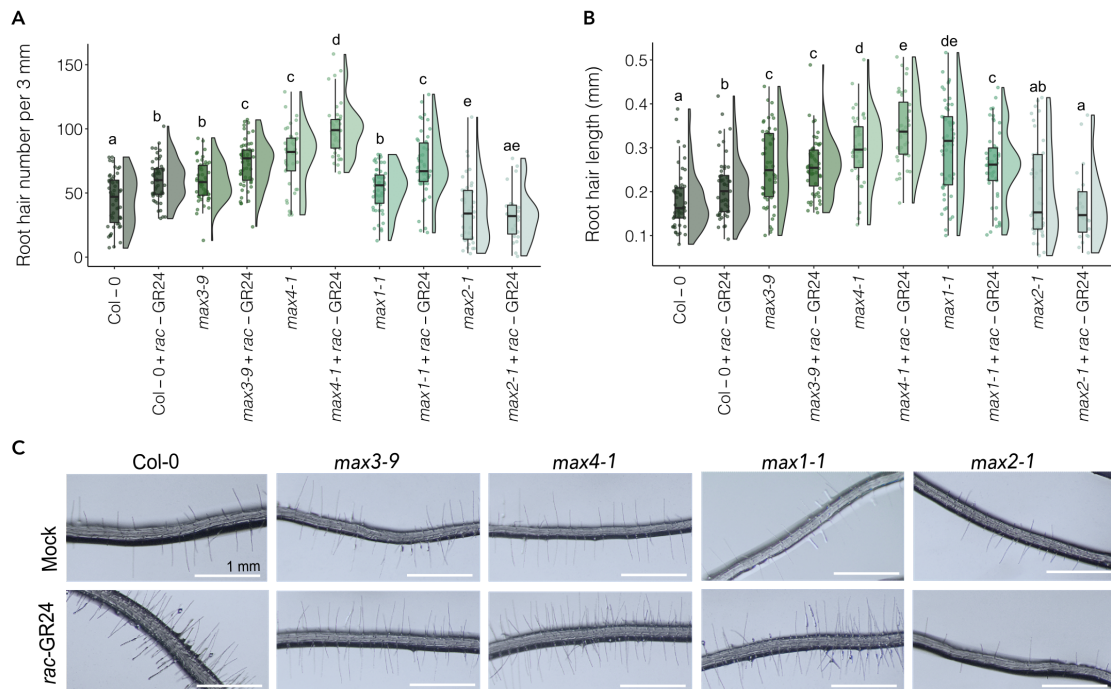 A
Root hair number per 3 mm
150
100
50
0
a
b
b
c
c
d
b
c
e
ae
Col – 0
Col – 0 + rac – GR24
max3-9
max3-9 + rac – GR24
max4-1
max4-1 + rac – GR24
max1-1
max1-1 + rac – GR24
max2-1
max2-1 + rac – GR24
B
Root hair length (mm)
0.5
0.4
0.3
0.2
0.1
a
b
c
c
d
e
de
c
ab
a
Col – 0
Col – 0 + rac – GR24
max3-9
max3-9 + rac – GR24
max4-1
max4-1 + rac – GR24
max1-1
max1-1 + rac – GR24
max2-1
max2-1 + rac – GR24
C
Col-0 max3-9 max4-1 max1-1 max2-1
Mock
1 mm
rac-GR24